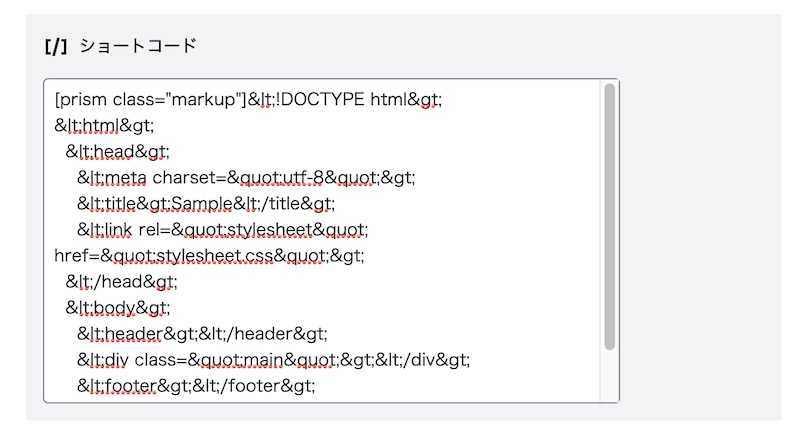 [/] ショートコード
[prism class="markup"]&lt;!DOCTYPE html&gt;
&lt;html&gt;
&lt;head&gt;
&lt;meta charset=&quot;utf-8&quot;&gt;
&lt;title&gt;Sample&lt;/title&gt;
&lt;link rel=&quot;stylesheet&quot;
href=&quot;stylesheet.css&quot;&gt;
&lt;/head&gt;
&lt;body&gt;
&lt;header&gt;&lt;/header&gt;
&lt;div class=&quot;main&quot;&gt;&lt;/div&gt;
&lt;footer&gt;&lt;/footer&gt;